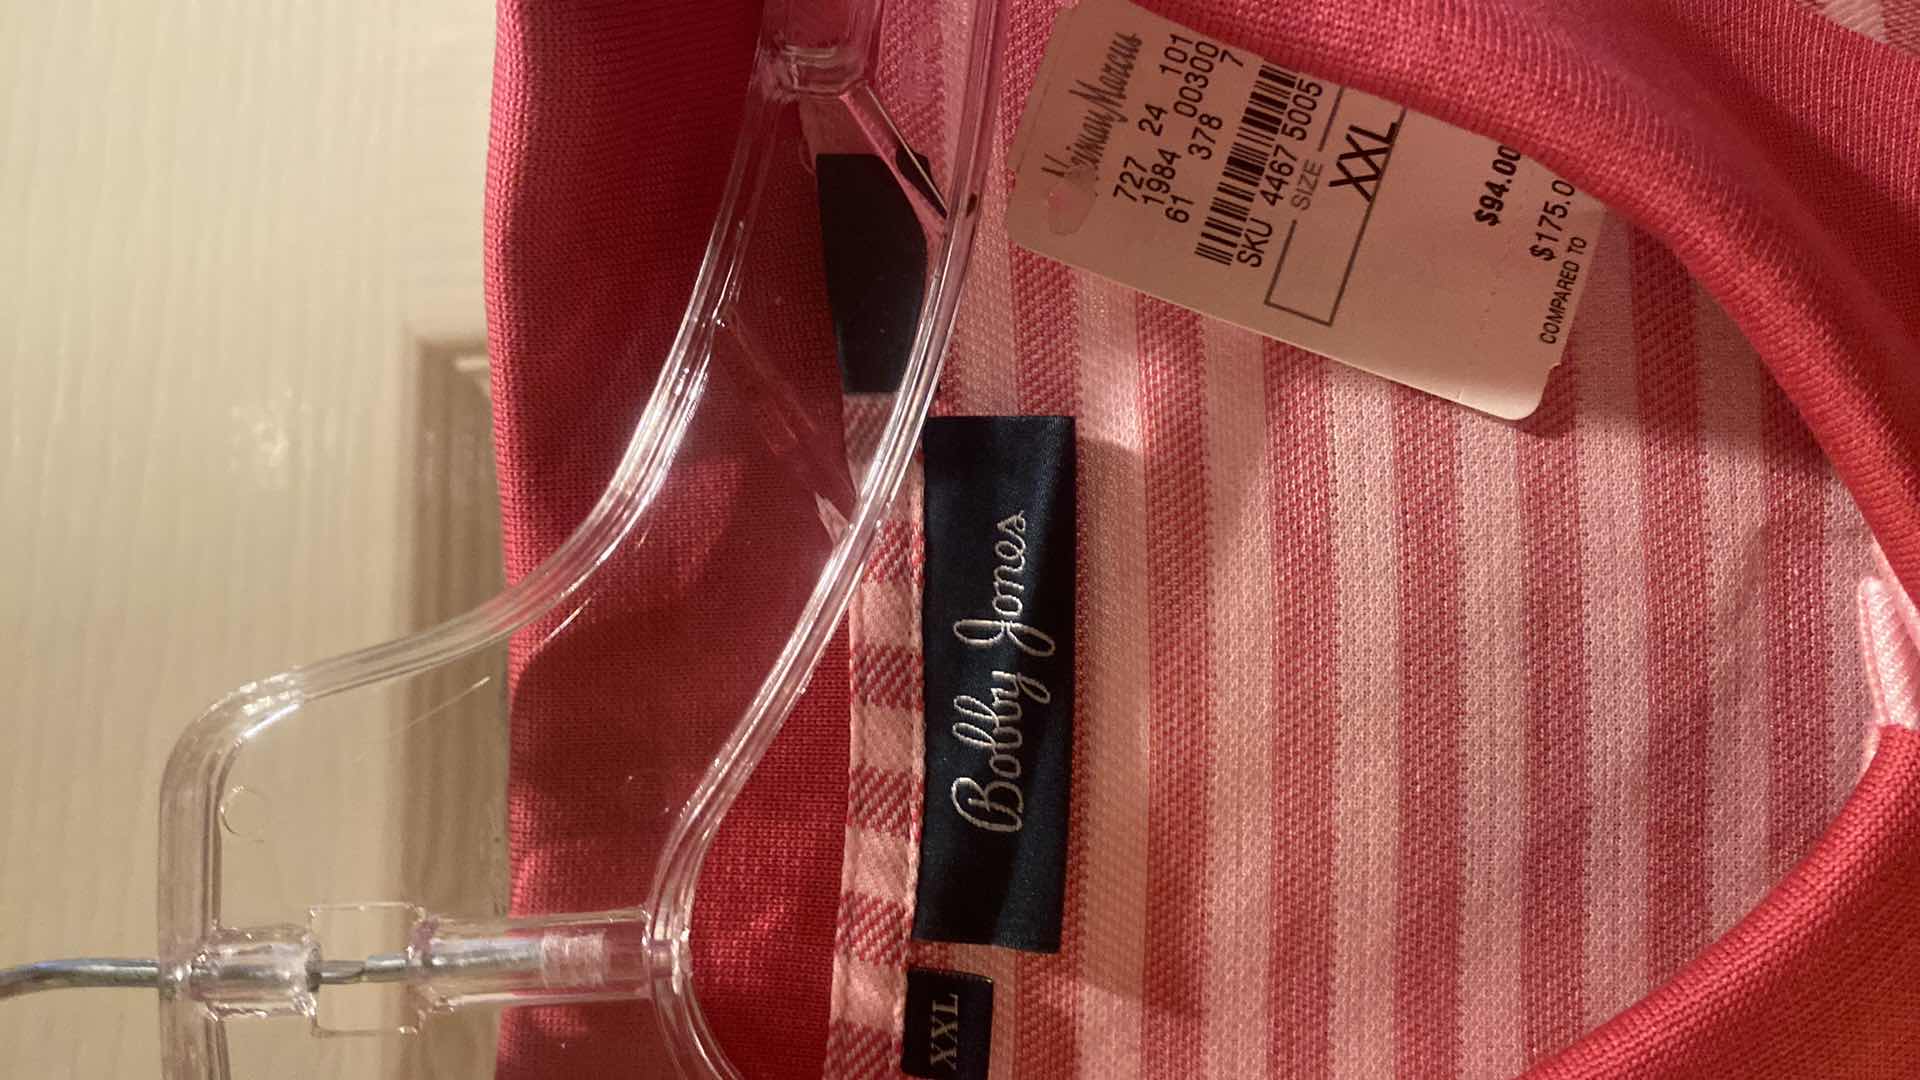 Neiman Marcus
727 24 101
1984 00300
61 378 7
SKU 4467 5005
SIZE
XXL
$94.00
$175.0
COMPARED TO
Bobby Jones
XXL